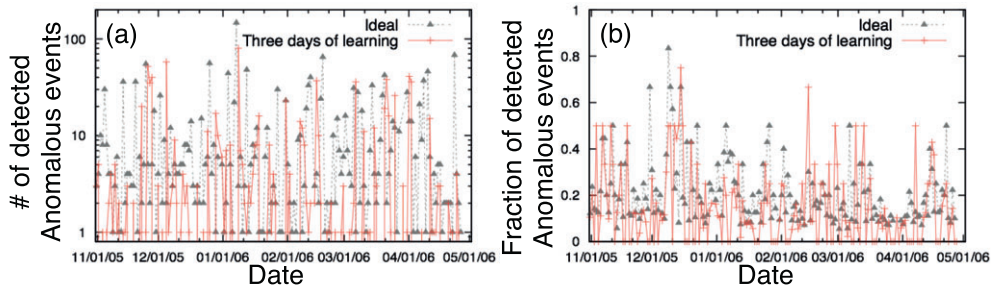 (a)
Ideal
Three days of learning
# of detected
Anomalous events
100
10
1
11/01/05 12/01/05 01/01/06 02/01/06 03/01/06 04/01/06 05/01/06
Date
(b)
Ideal
Three days of learning
Fraction of detected
Anomalous events
1
0.8
0.6
0.4
0.2
0
11/01/05 12/01/05 01/01/06 02/01/06 03/01/06 04/01/06 05/01/06
Date